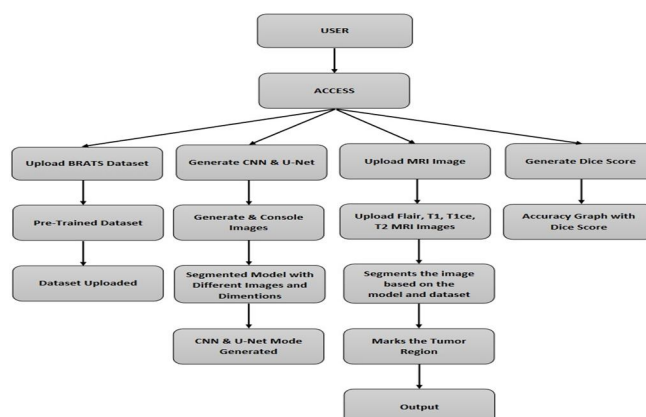 USER
ACCESS
Upload BRATS Dataset
Generate CNN & U-Net
Upload MRI Image
Generate Dice Score
Pre-Trained Dataset
Generate & Console
Images
Upload Flair, T1, T1ce,
T2 MRI Images
Accuracy Graph with
Dice Score
Dataset Uploaded
Segmented Model with
Different Images and
Dimentions
Segments the image
based on the
model and dataset
CNN & U-Net Mode
Generated
Marks the Tumor
Region
Output